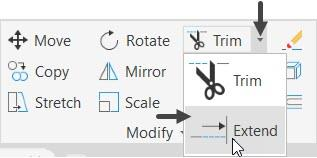 Move Rotate Trim
Copy Mirror Trim
Stretch Scale Extend
Modify